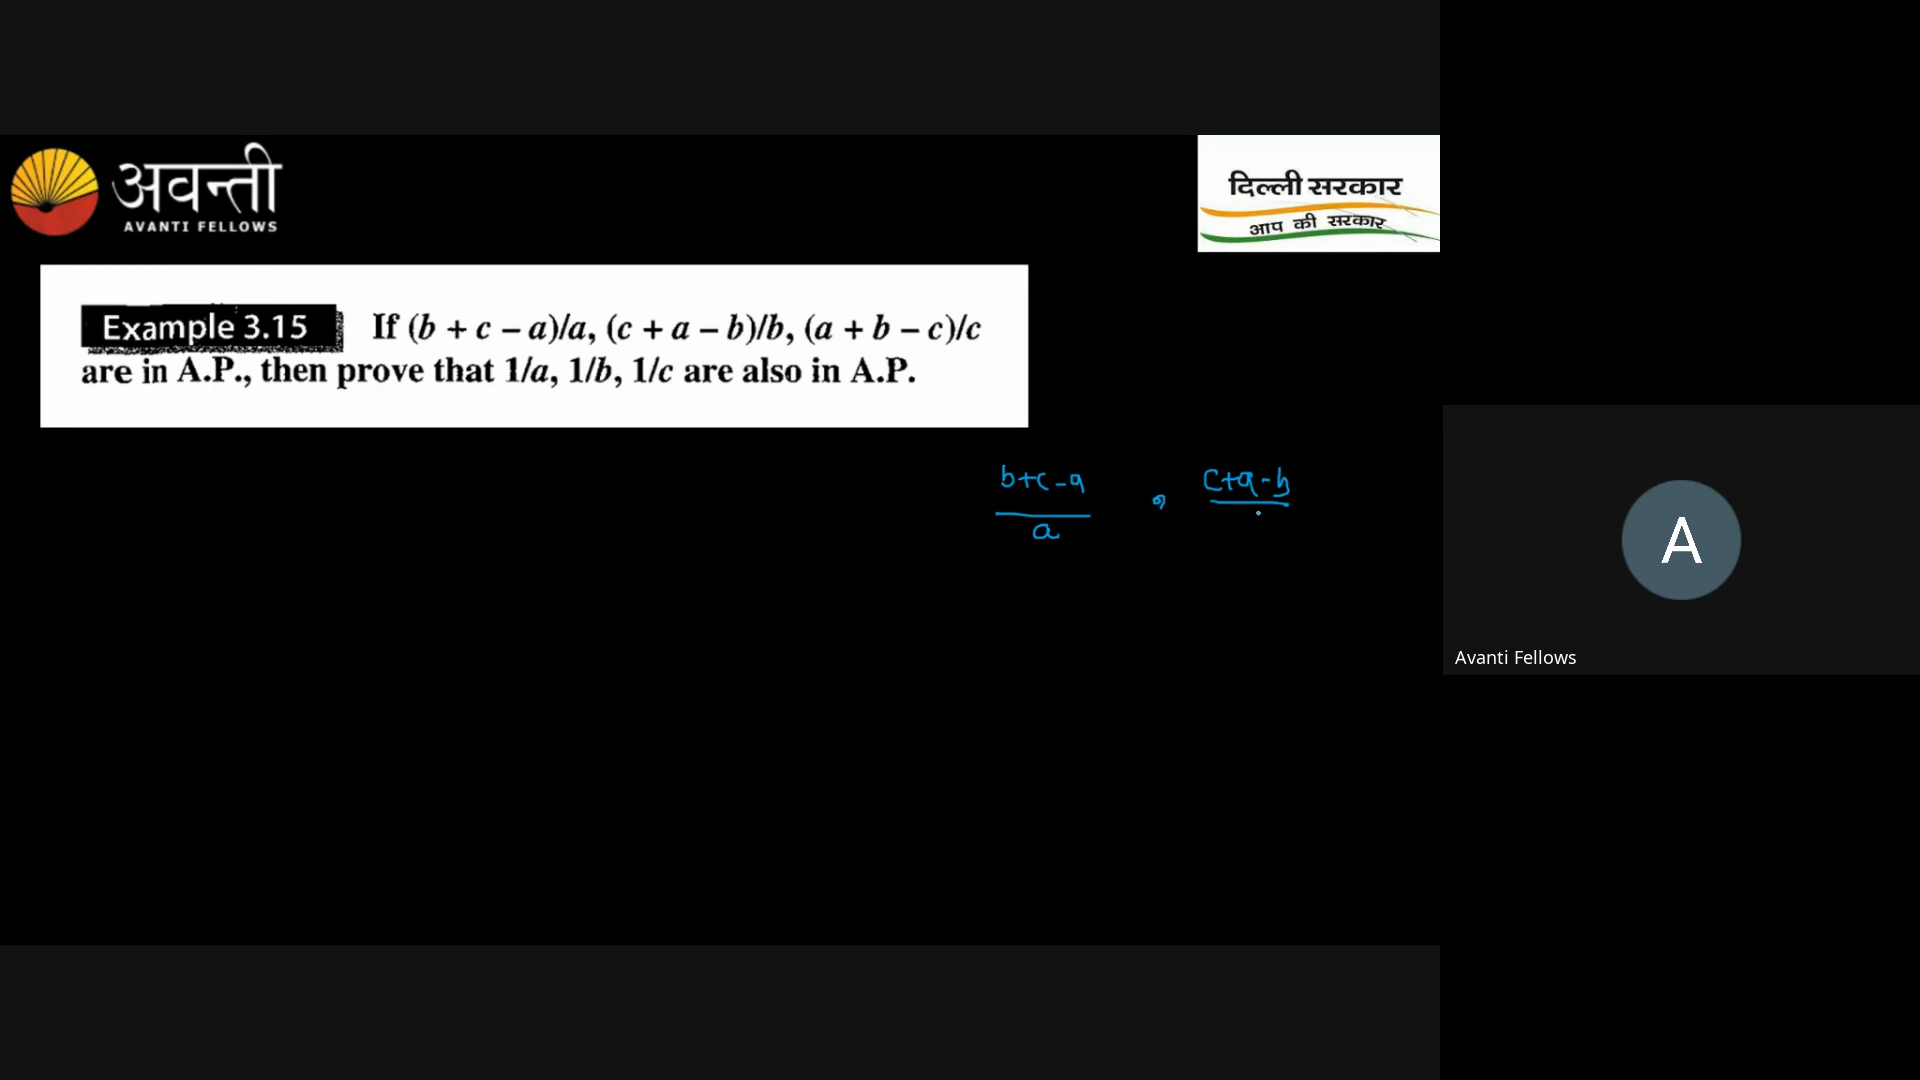 अवन्ती
AVANTI FELLOWS
दिल्ली सरकार
आप की सरकार
Example 3.15 If (b + c – a)/a, (c + a – b)/b, (a + b – c)/c
are in A.P., then prove that 1/a, 1/b, 1/c are also in A.P.
b+c-a , c+a-b
a
A
Avanti Fellows